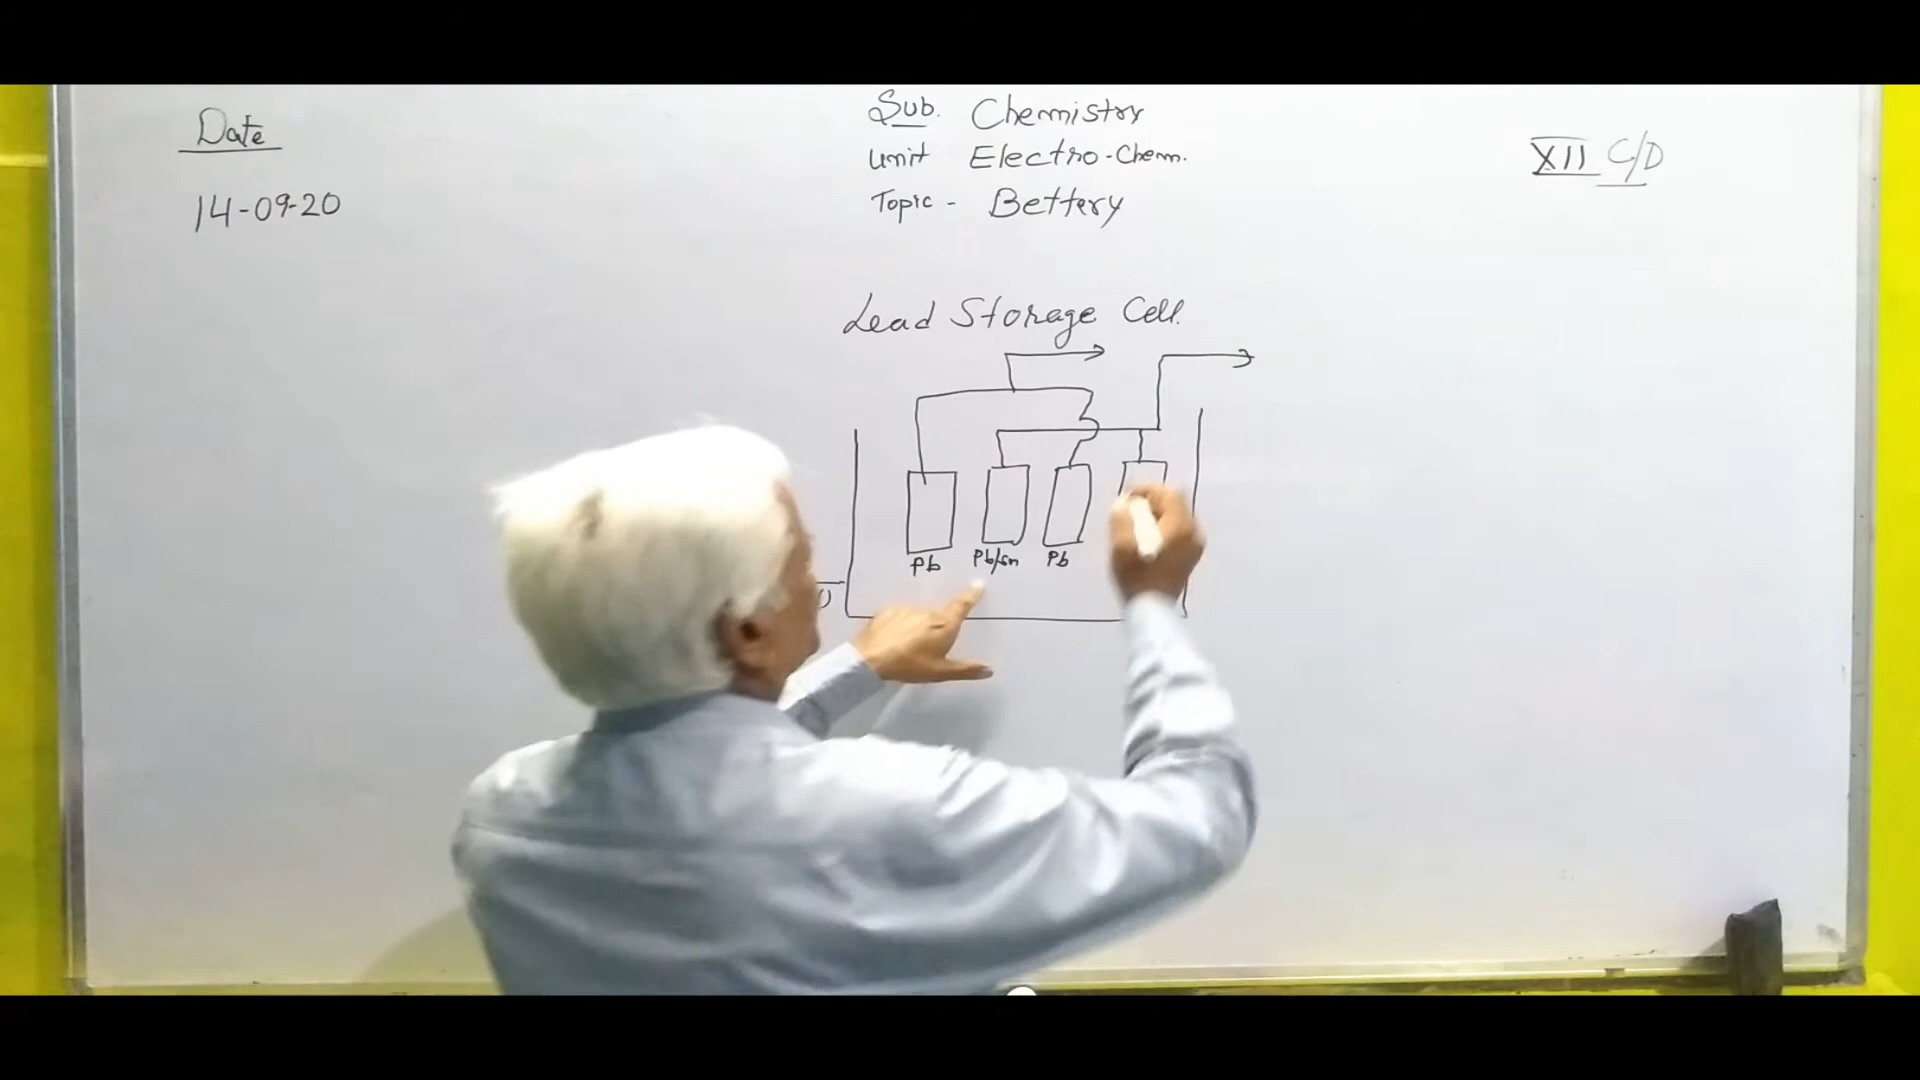 Date
14-09-20
Sub. Chemistry
Unit Electro-Chem.
Topic - Bettery
XII C/D
Lead Storage Cell.
Pb Pb/Sn Pb